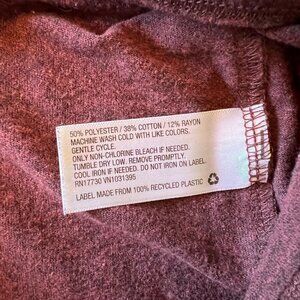 50% POLYESTER / 38% COTTON / 12% RAYON
MACHINE WASH COLD WITH LIKE COLORS.
GENTLE CYCLE.
ONLY NON-CHLORINE BLEACH IF NEEDED.
TUMBLE DRY LOW. REMOVE PROMPTLY.
COOL IRON IF NEEDED. DO NOT IRON ON LABEL.
RN17730 VN1031395
LABEL MADE FROM 100% RECYCLED PLASTIC